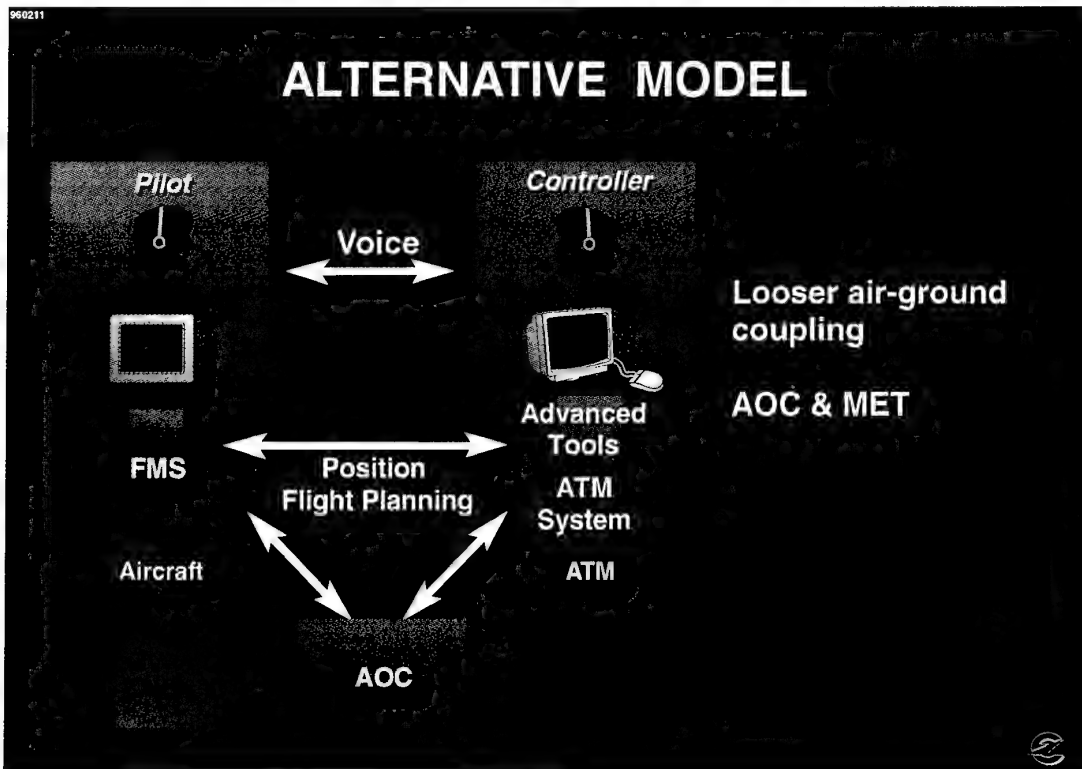 960211
ALTERNATIVE MODEL
Pilot
Controller
Voice
Looser air-ground
coupling
AOC & MET
Advanced
Tools
FMS
Position
Flight Planning
ATM
System
Aircraft
ATM
AOC